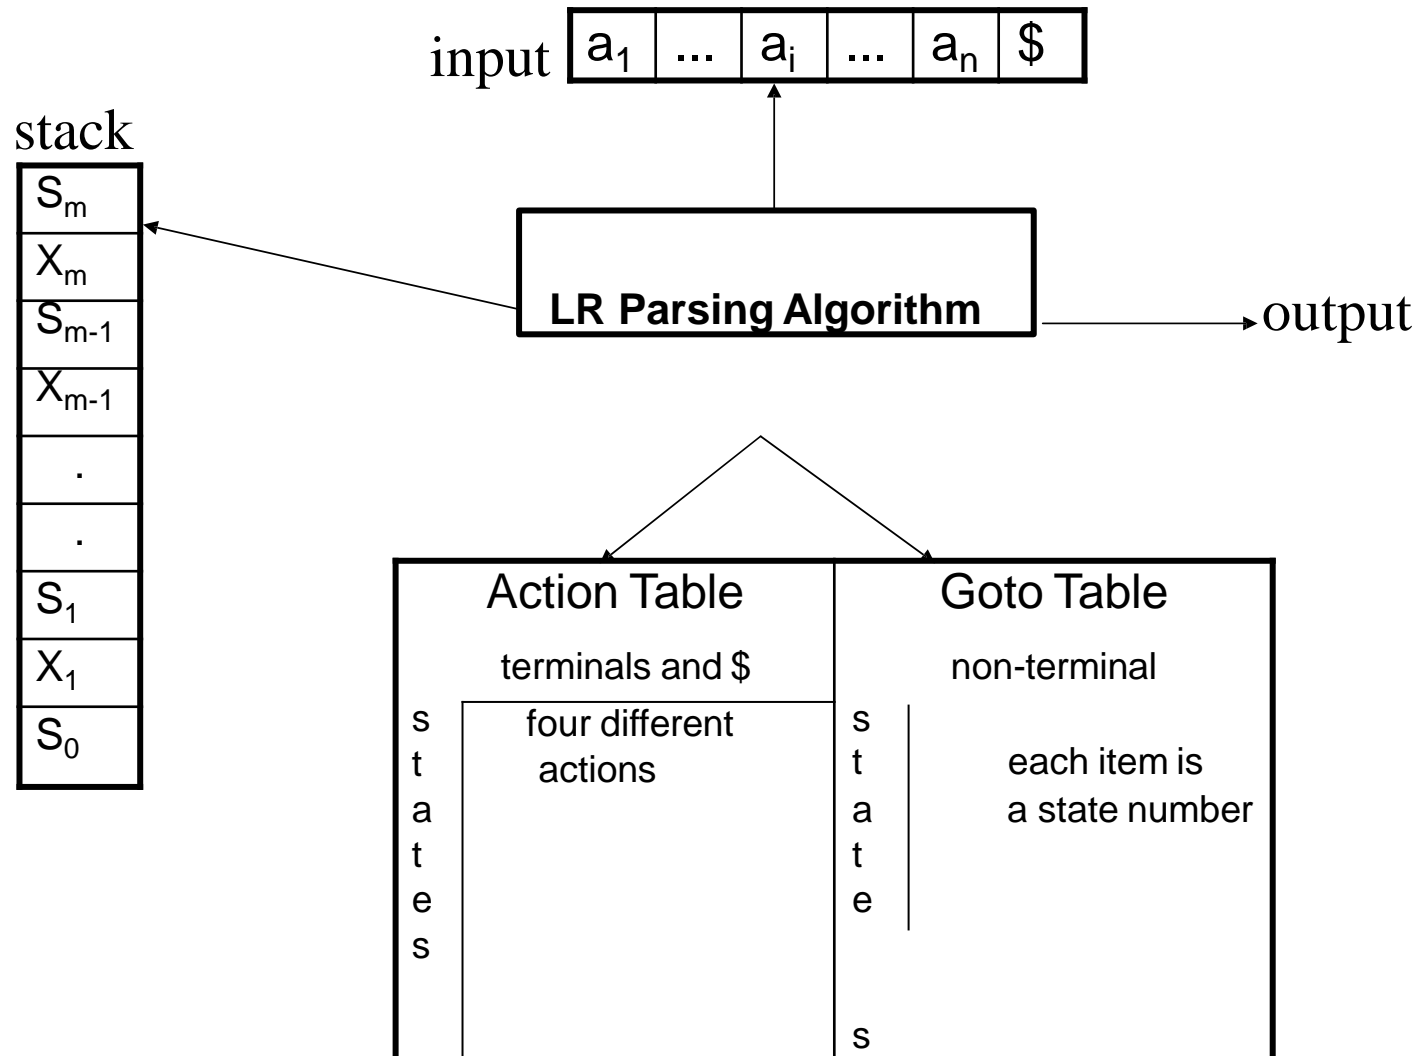 input a₁ ... aᵢ ... aₙ $
stack
Sₘ
Xₘ
Sₘ₋₁
Xₘ₋₁
.
.
S₁
X₁
S₀
LR Parsing Algorithm
output
Action Table
terminals and $
s
t
a
t
e
s
four different
actions
Goto Table
non-terminal
s
t
a
t
e
s
each item is
a state number